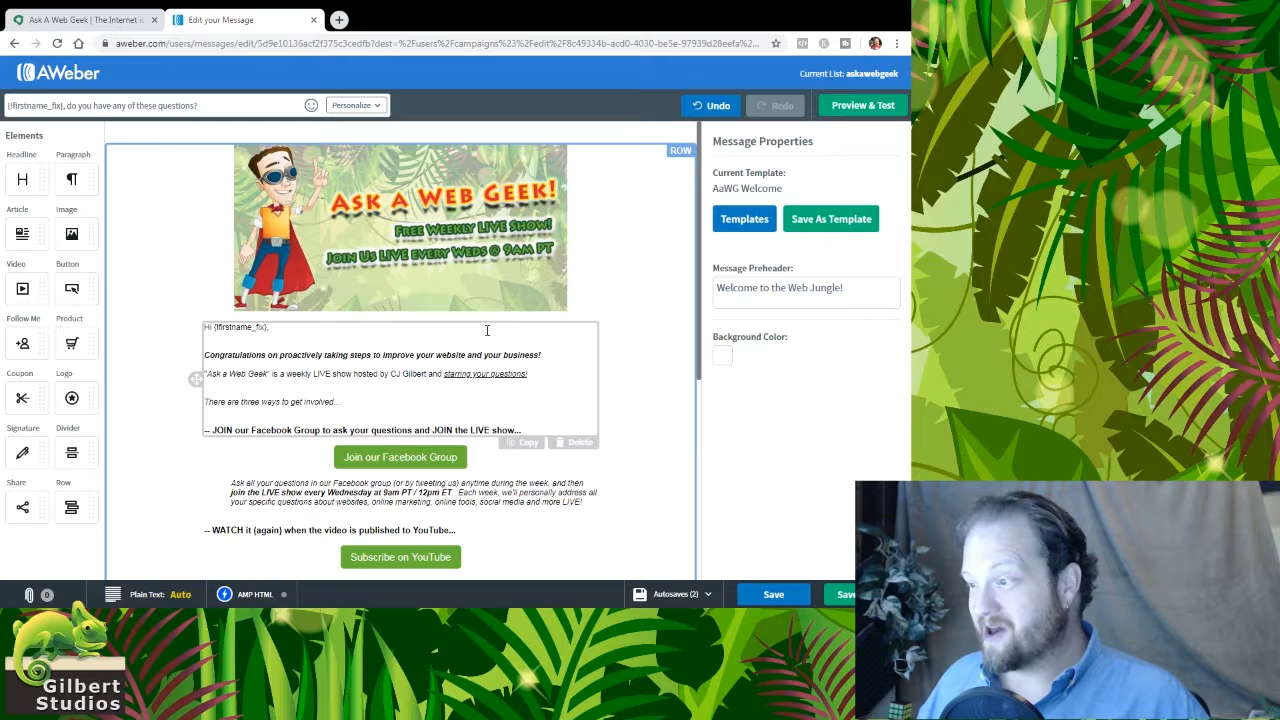 Ask A Web Geek | The Internet is
Edit your Message
aweber.com/users/messages/edit/5d9e10136acf2f375c3cedfb?dest=%2Fusers%2Fcampaigns%23%2Fedit%2F8c49334b-acd0-4030-be5e-97939d28eefa%2...
AWeber
Current List: askawebgeek
{!firstname_fix}, do you have any of these questions?
Personalize
Undo
Redo
Preview & Test
Elements
Headline
Paragraph
H
Article
Image
Video
Button
Follow Me
Product
Coupon
Logo
Signature
Divider
Share
Row
ROW
ASK A WEB GEEK!
FREE WEEKLY LIVE SHOW!
JOIN US LIVE EVERY WEDS @ 9AM PT
Hi {!firstname_fix},
Congratulations on proactively taking steps to improve your website and your business!
"Ask a Web Geek" is a weekly LIVE show hosted by CJ Gilbert and starring your questions!
There are three ways to get involved....
-- JOIN our Facebook Group to ask your questions and JOIN the LIVE show...
Copy
Delete
Join our Facebook Group
Ask all your questions in our Facebook group (or by tweeting us) anytime during the week, and then
join the LIVE show every Wednesday at 9am PT / 12pm ET. Each week, we'll personally address all
your specific questions about websites, online marketing, online tools, social media and more LIVE!
-- WATCH it (again) when the video is published to YouTube...
Subscribe on YouTube
Message Properties
Current Template:
AaWG Welcome
Templates
Save As Template
Message Preheader:
Welcome to the Web Jungle!
Background Color:
0
Plain Text: Auto
AMP HTML
Autosaves (2)
Save
Save
Gilbert
Studios